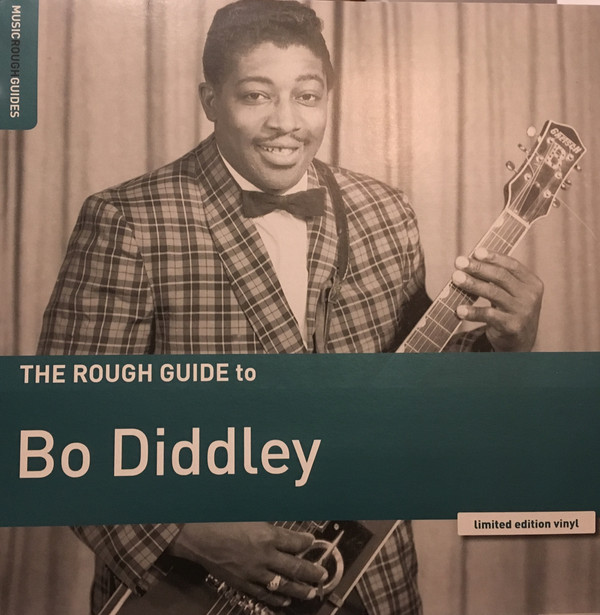 MUSIC ROUGH GUIDES
GRETSCH
THE ROUGH GUIDE to
Bo Diddley
limited edition vinyl